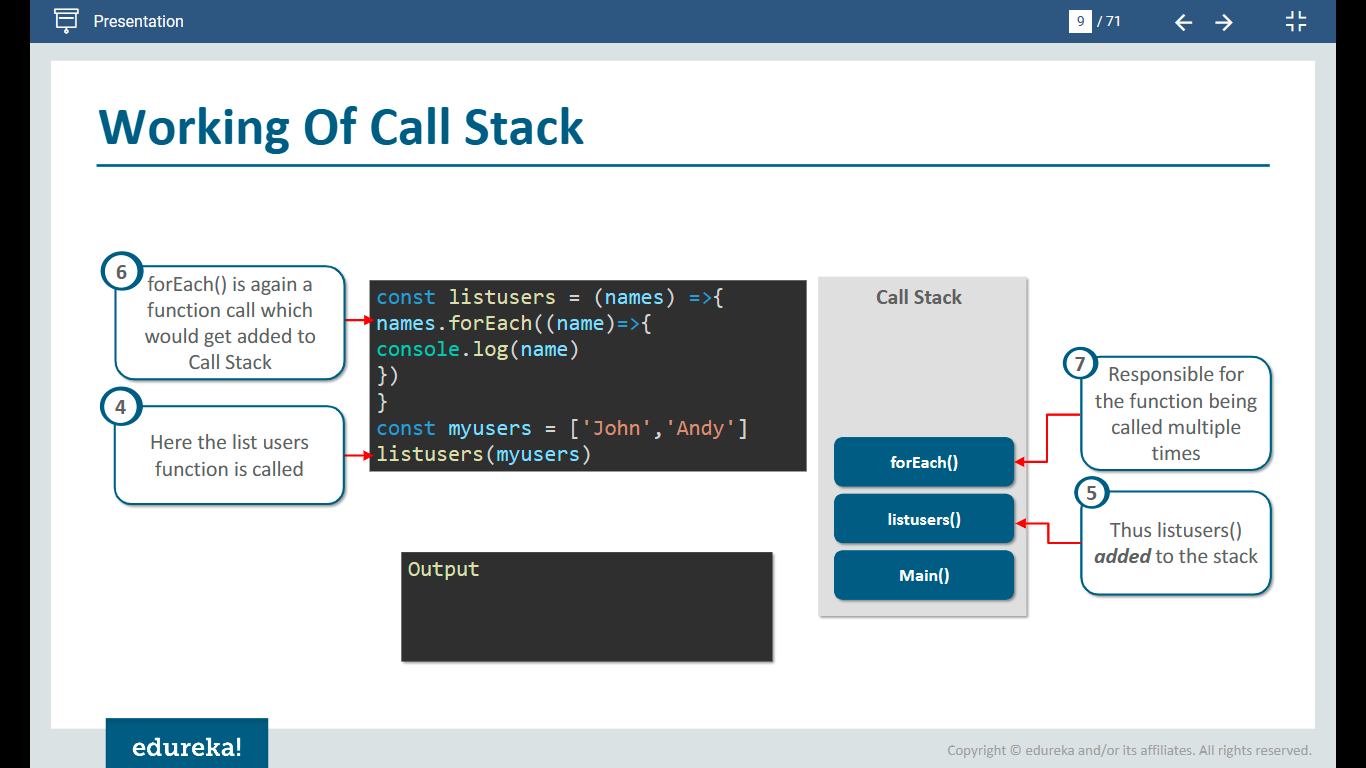 Presentation
9 / 71
Working Of Call Stack
6
forEach() is again a
function call which
would get added to
Call Stack
4
Here the list users
function is called
const listusers = (names) =>{
names.forEach((name)=>{
console.log(name)
})
}
const myusers = ['John','Andy']
listusers(myusers)
Output
Call Stack
forEach()
listusers()
Main()
7
Responsible for
the function being
called multiple
times
5
Thus listusers()
added to the stack
edureka!
Copyright © edureka and/or its affiliates. All rights reserved.